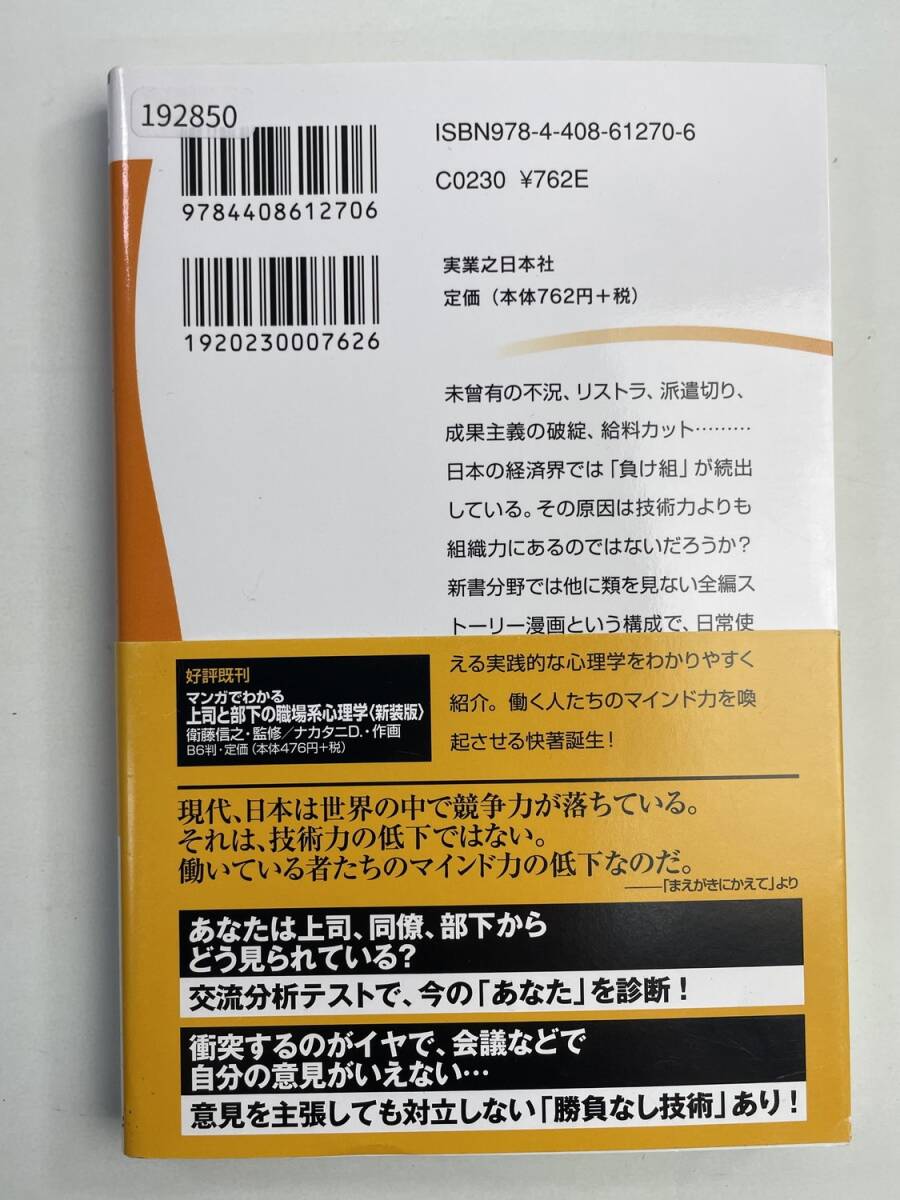 192850
ISBN978-4-408-61270-6
C0230 ¥762E
9784408612706
実業之日本社
定価（本体762円+税）
1920230007626
未曾有の不況、リストラ、派遣切り、
成果主義の破綻、給料カット………
日本の経済界では「負け組」が続出
している。その原因は技術力よりも
組織力にあるのではないだろうか?
新書分野では他に類を見ない全編ス
トーリー漫画という構成で、日常使
える実践的な心理学をわかりやすく
紹介。働く人たちのマインド力を喚
起させる快著誕生!
好評既刊
マンガでわかる
上司と部下の職場系心理学〈新装版〉
衛藤信之・監修／ナカタニD.・作画
B6判・定価（本体476円+税）
現代、日本は世界の中で競争力が落ちている。
それは、技術力の低下ではない。
働いている者たちのマインド力の低下なのだ。
――「まえがきにかえて」より
あなたは上司、同僚、部下から
どう見られている?
交流分析テストで、今の「あなた」を診断!
衝突するのがイヤで、会議などで
自分の意見がいえない…
意見を主張しても対立しない「勝負なし技術」あり!